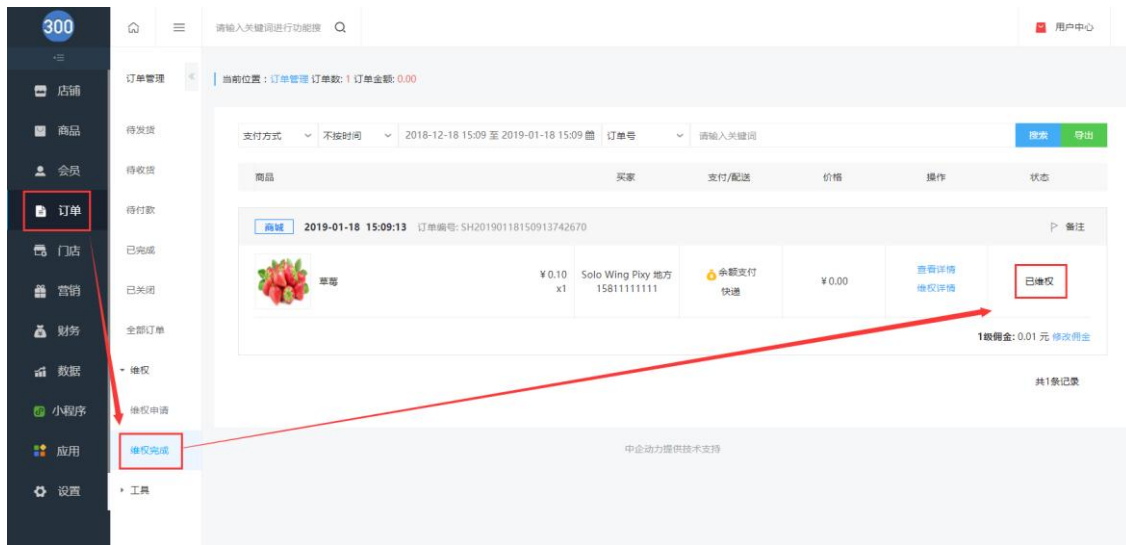 300
请输入关键词进行功能搜
用户中心
店铺
商品
会员
订单
门店
营销
财务
数据
小程序
应用
设置
订单管理
待发货
待收货
待付款
已完成
已关闭
全部订单
维权
维权申请
维权完成
工具
当前位置：订单管理 订单数: 1 订单金额: 0.00
支付方式 不按时间 2018-12-18 15:09 至 2019-01-18 15:09 订单号 请输入关键词 搜索 导出
商品 买家 支付/配送 价格 操作 状态
商城 2019-01-18 15:09:13 订单编号: SH20190118150913742670 备注
草莓
¥ 0.10
x1
Solo Wing Pixy 地方
15811111111
余额支付
快递
¥ 0.00
查看详情
维权详情
已维权
1级佣金: 0.01 元 修改佣金
共1条记录
中企动力提供技术支持